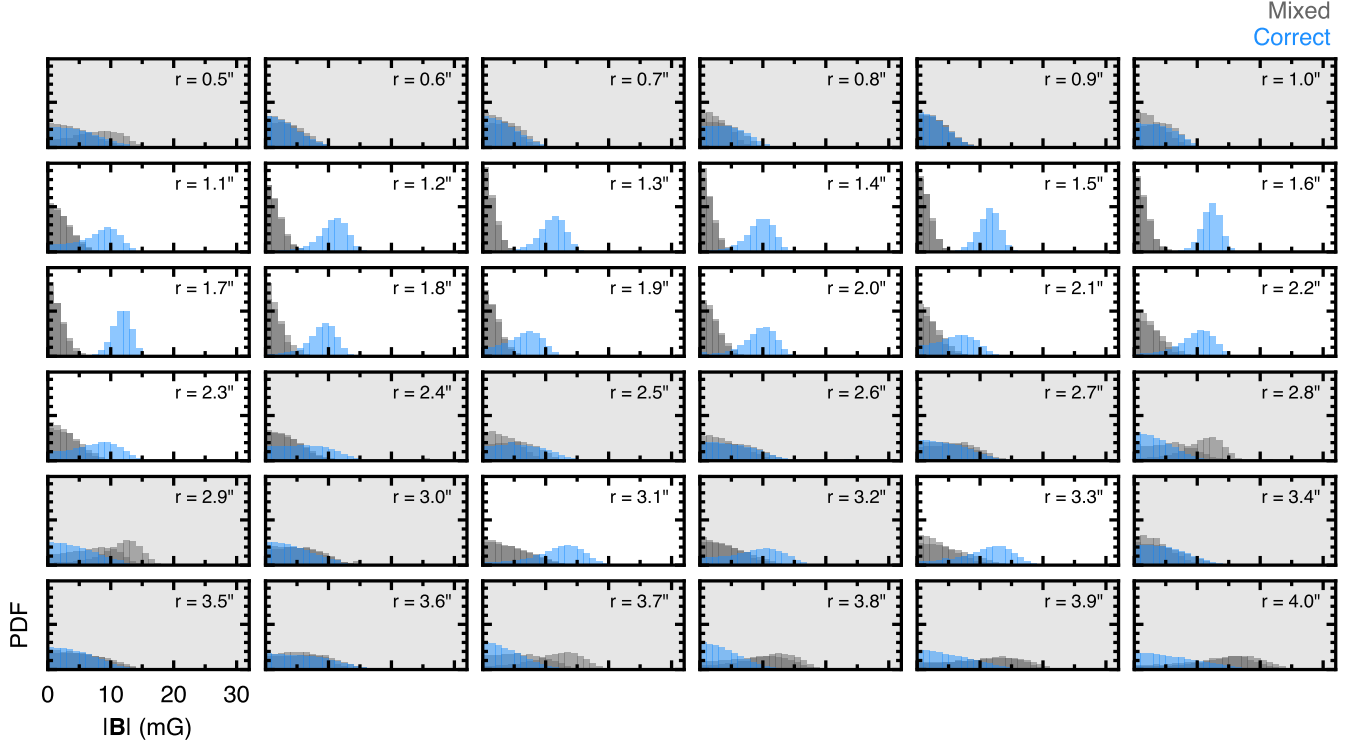 Mixed
Correct
r = 0.5"
r = 0.6"
r = 0.7"
r = 0.8"
r = 0.9"
r = 1.0"
r = 1.1"
r = 1.2"
r = 1.3"
r = 1.4"
r = 1.5"
r = 1.6"
r = 1.7"
r = 1.8"
r = 1.9"
r = 2.0"
r = 2.1"
r = 2.2"
r = 2.3"
r = 2.4"
r = 2.5"
r = 2.6"
r = 2.7"
r = 2.8"
r = 2.9"
r = 3.0"
r = 3.1"
r = 3.2"
r = 3.3"
r = 3.4"
r = 3.5"
r = 3.6"
r = 3.7"
r = 3.8"
r = 3.9"
r = 4.0"
PDF
0 10 20 30
|B| (mG)